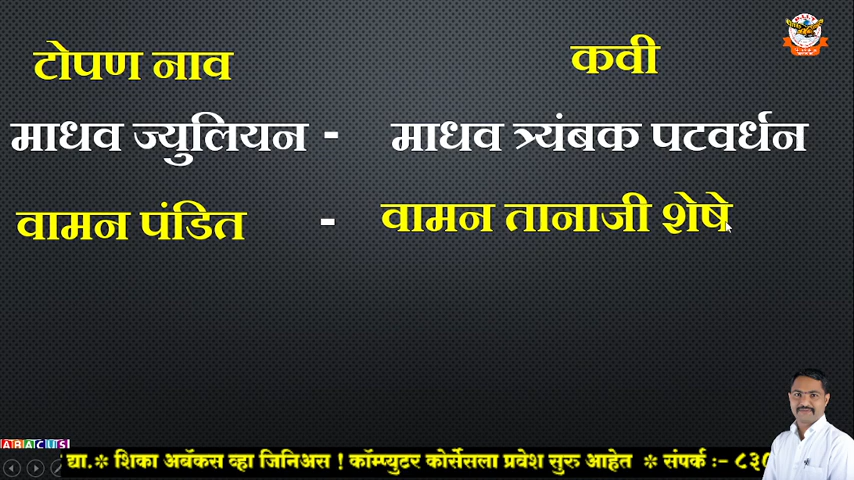 टोपण नाव
कवी
माधव ज्युलियन - माधव त्र्यंबक पटवर्धन
वामन पंडित - वामन तानाजी शेषे
ABACUS
द्या.* शिका अबॅकस व्हा जिनिअस ! कॉम्प्युटर कोर्सेसला प्रवेश सुरु आहेत * संपर्क :- ८३०